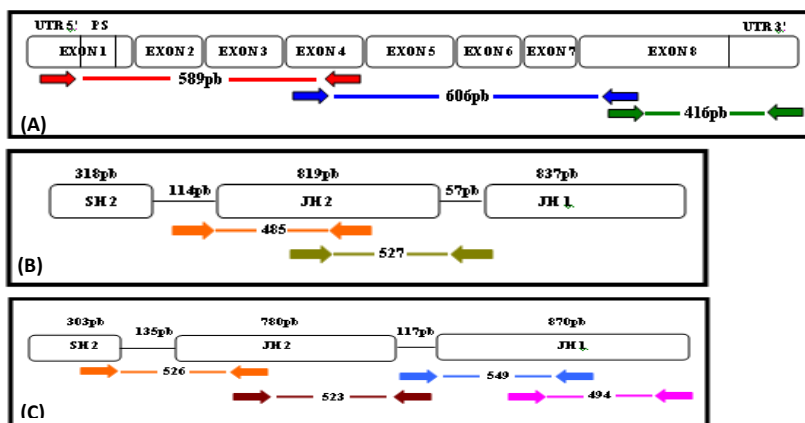 UTR 5' PS UTR 3'
EXON 1 EXON 2 EXON 3 EXON 4 EXON 5 EXON 6 EXON 7 EXON 8
589pb
606pb 416pb
(A)
318pb 819pb 837pb
114pb 57pb
SH 2 JH 2 JH 1
485
527
(B)
303pb 780pb 870pb
135pb 117pb
SH 2 JH 2 JH 1
526 549
523 494
(C)